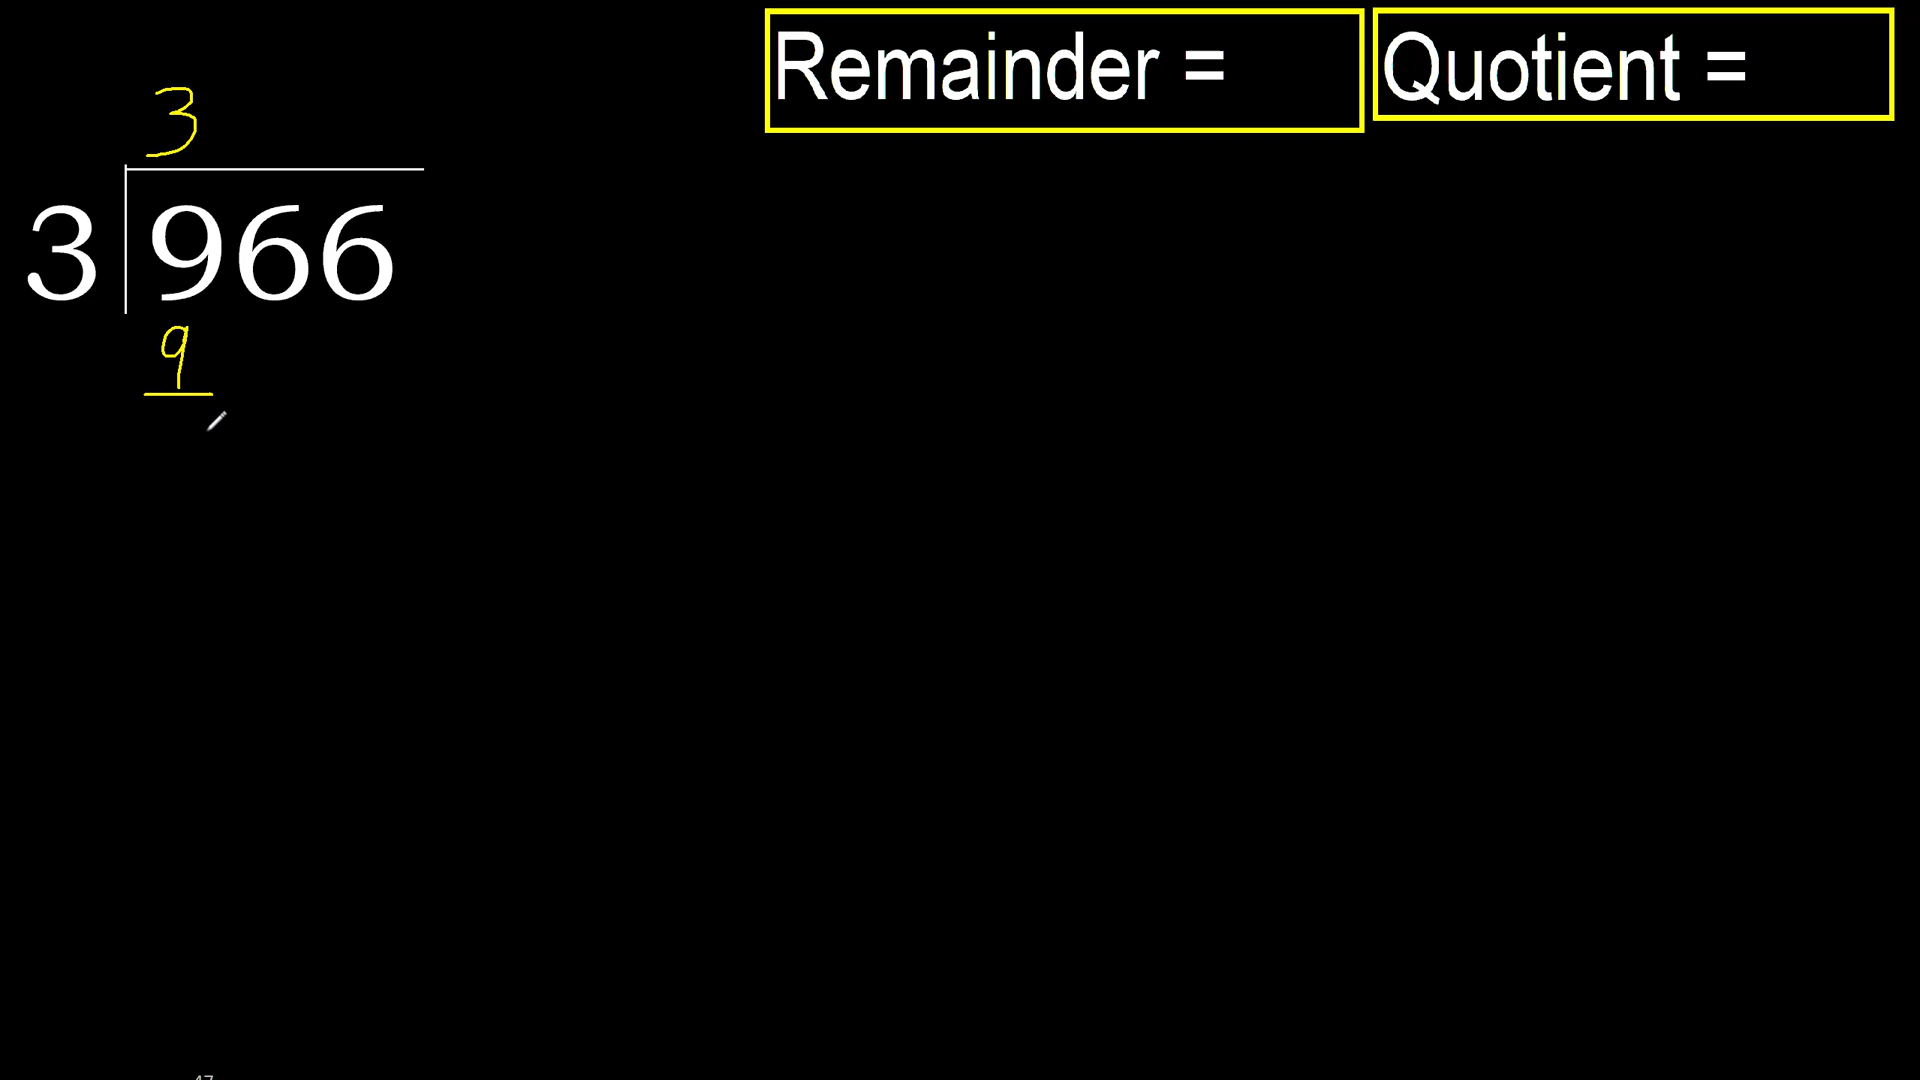 Remainder =
Quotient =
3
3 966
9